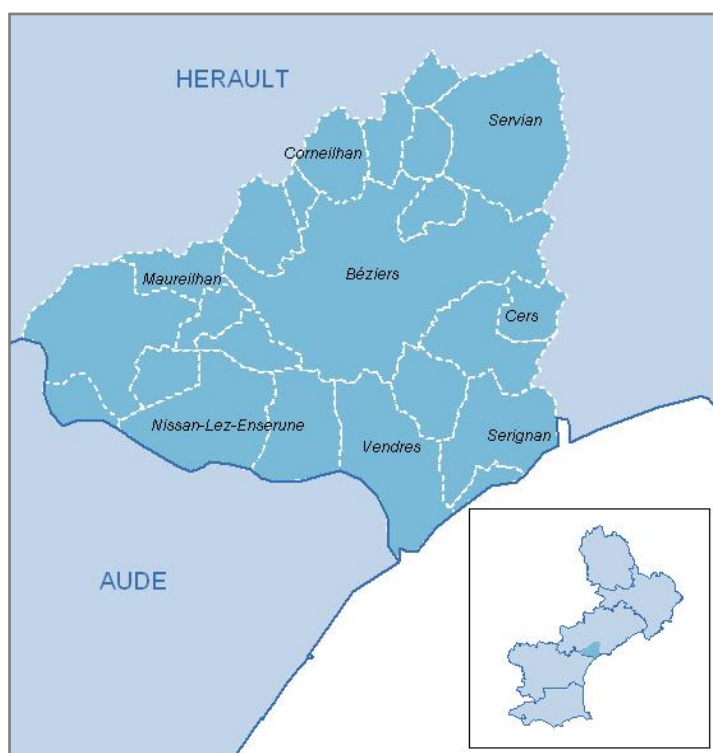 HERAULT
Servian
Corneilhan
Maureilhan
Béziers
Cers
Nissan-Lez-Enserune
Vendres
Serignan
AUDE